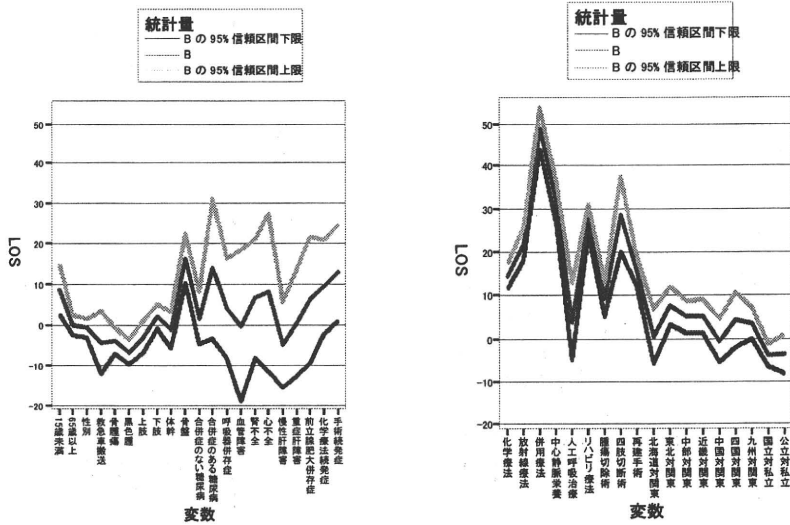 統計量
B の 95% 信頼区間下限
B
B の 95% 信頼区間上限
50
40
30
20
10
0
-10
-20
LOS
15歳未満
65歳以上
性別
救急車搬送
骨腫瘍
黒色腫
上肢
下肢
体幹
骨盤
合併症のない糖尿病
合併症のある糖尿病
呼吸器併存症
血管障害
腎不全
心不全
慢性肝障害
重症肝障害
前立腺肥大併存症
化学療法続発症
手術続発症
変数
統計量
B の 95% 信頼区間下限
B
B の 95% 信頼区間上限
50
40
30
20
10
0
-10
-20
LOS
化学療法
放射線療法
併用療法
中心静脈栄養
人工呼吸治療
リハビリ療法
腫瘍切除術
四肢切断術
再建手術
北海道対関東
東北対関東
中部対関東
近畿対関東
中国対関東
四国対関東
九州対関東
国立対私立
公立対私立
変数